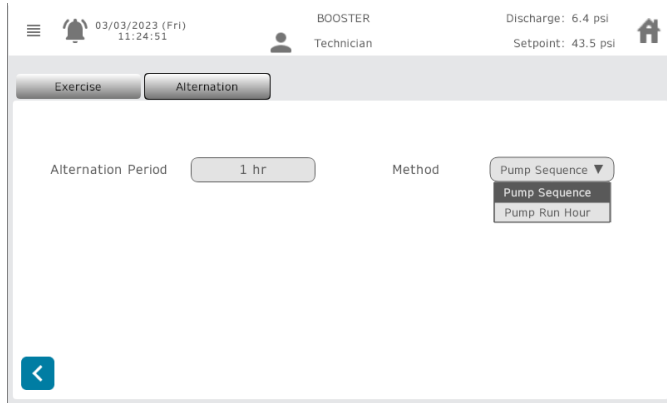 03/03/2023 (Fri)
11:24:51
BOOSTER
Technician
Discharge: 6.4 psi
Setpoint: 43.5 psi
Exercise
Alternation
Alternation Period
1 hr
Method
Pump Sequence ▼
Pump Sequence
Pump Run Hour